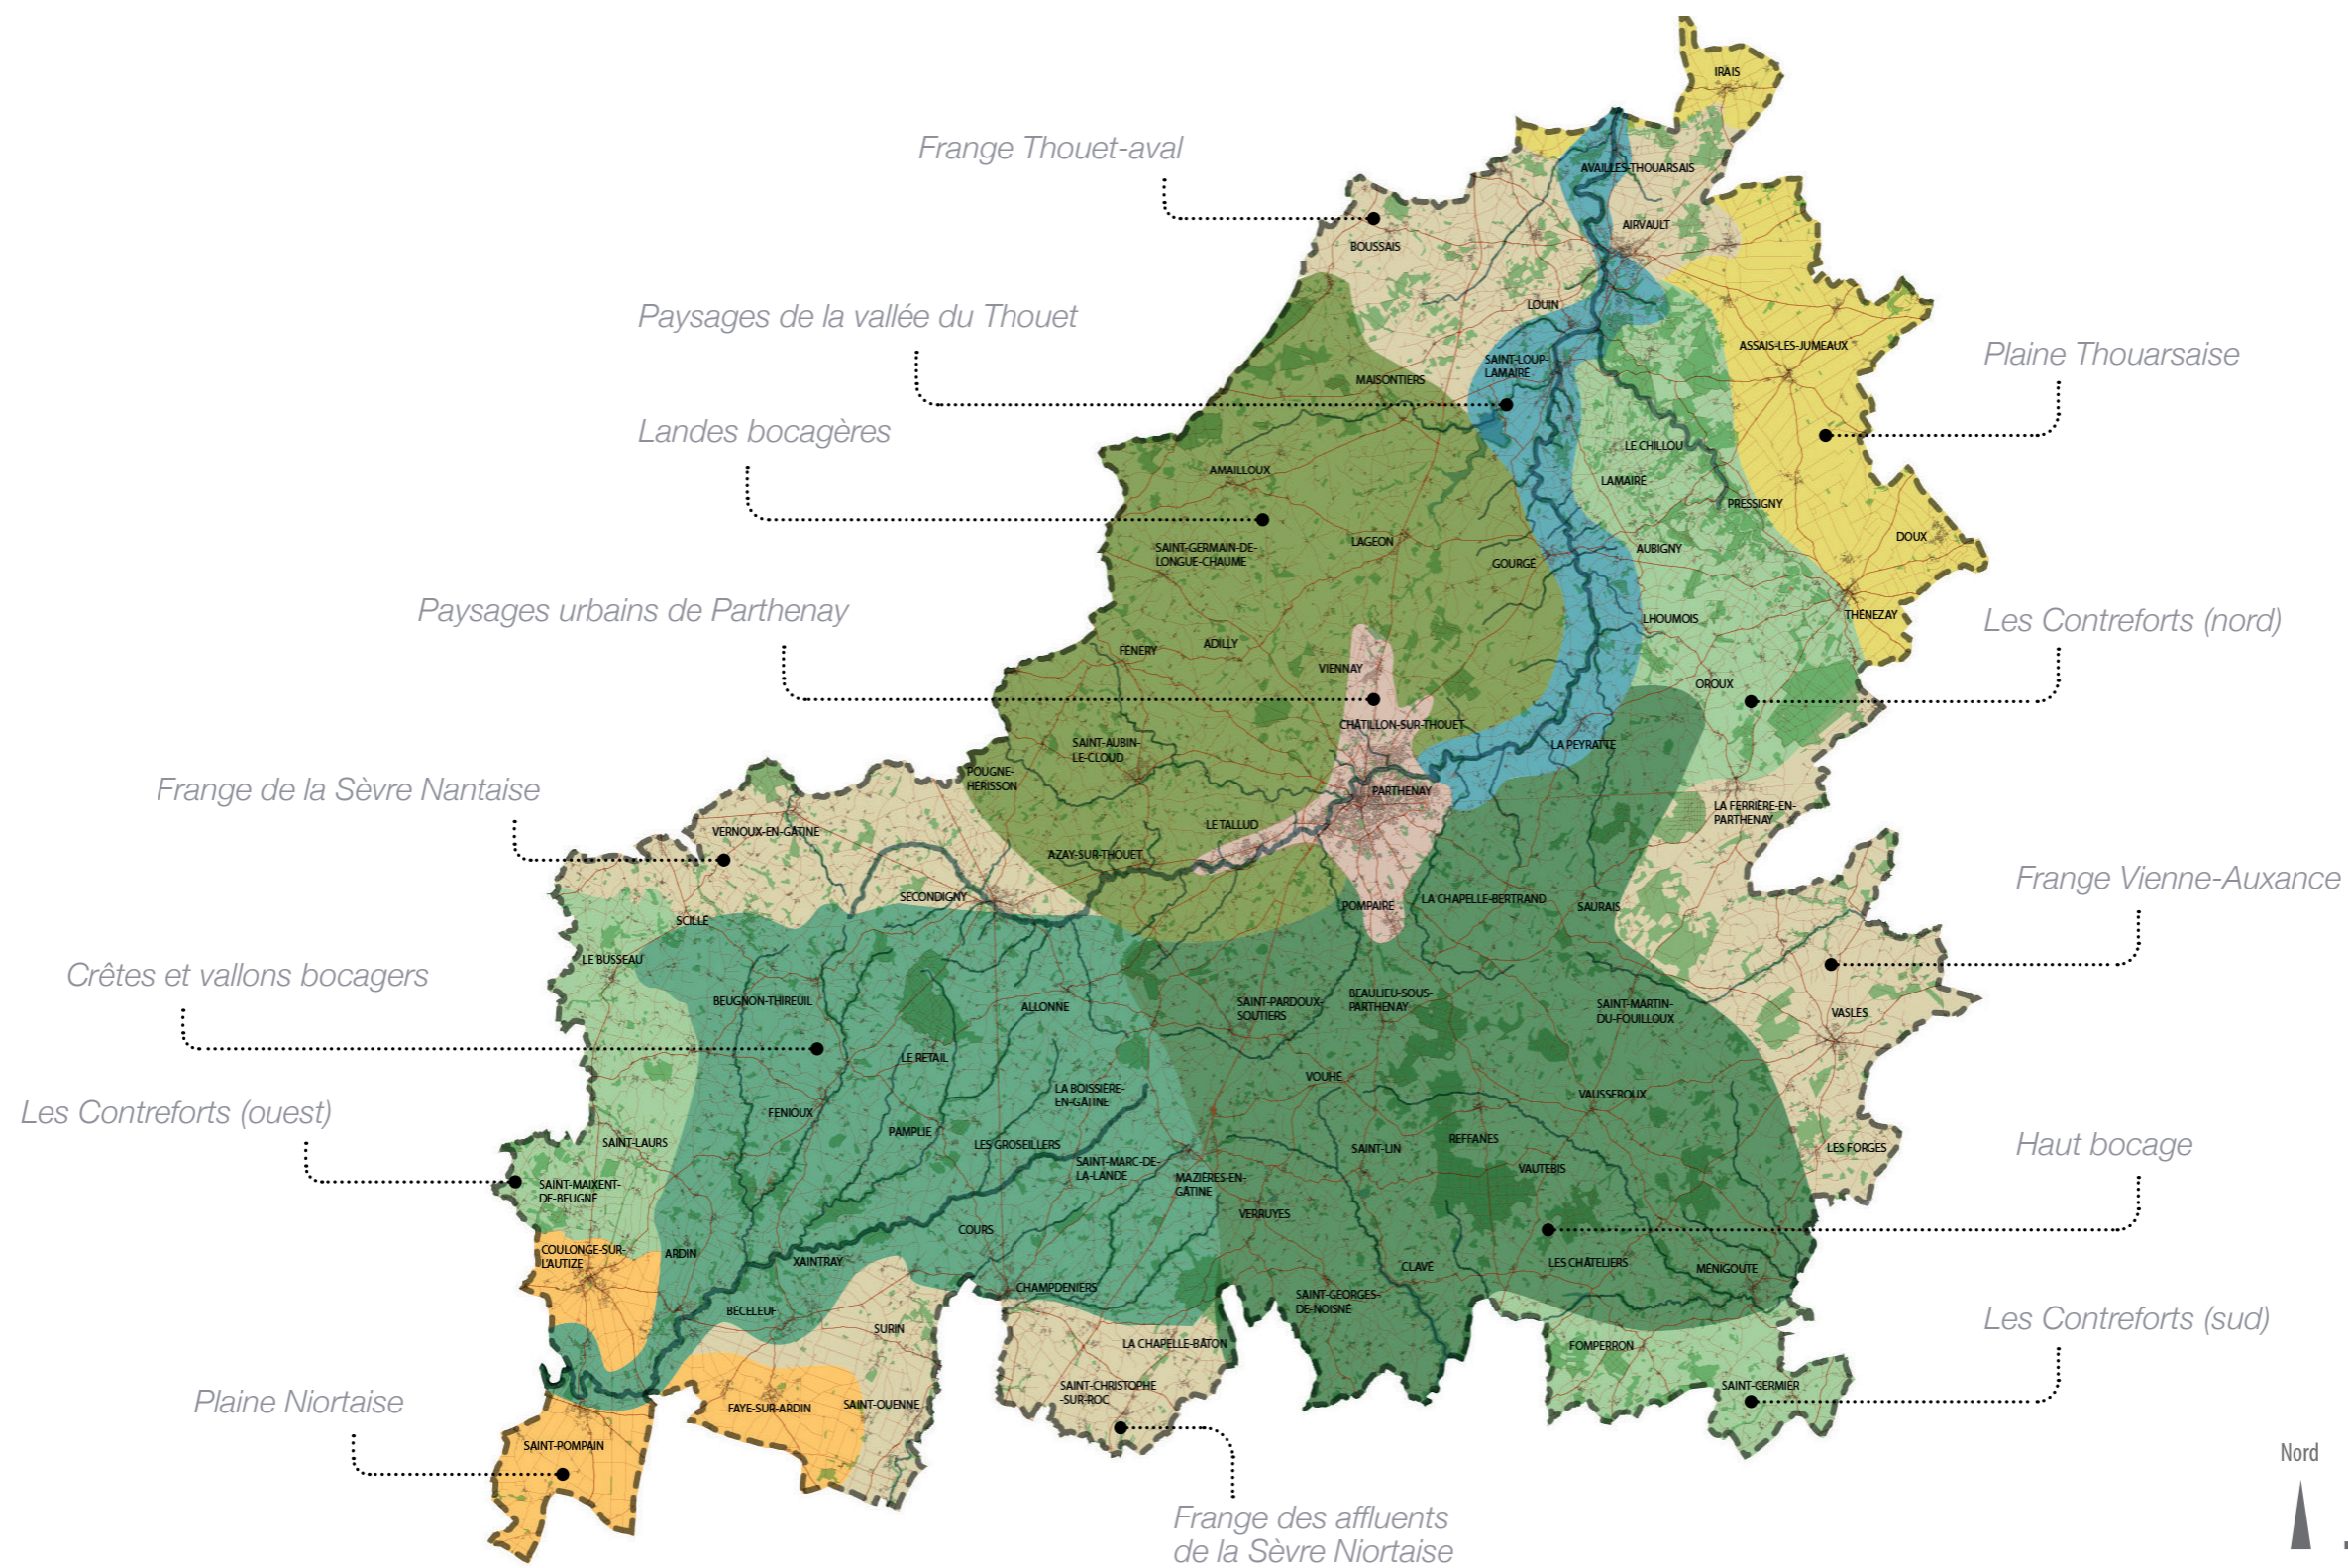 IRAIS
Frange Thouet-aval
AVAILLES-THOUARSAIS
AIRVAULT
BOUSSAIS
LOUIN
Paysages de la vallée du Thouet
ASSAIS-LES-JUMEAUX
Plaine Thouarsaise
SAINT-LOUP-
LAMAIRE
MAISONTIERS
Landes bocagères
LE CHILLOU
AMAILLOUX
LAMAIRE
PRESSIGNY
DOUX
LAGEON
SAINT-GERMAIN-DE-
LONGUE-CHAUME
AUBIGNY
GOURGÉ
Paysages urbains de Parthenay
THÉNEZAY
LHOUMOIS
Les Contreforts (nord)
ADILLY
FÉNERY
VIENNAY
OROUX
CHÂTILLON-SUR-THOUET
SAINT-AUBIN-
LE-CLOUD
LA PEYRATTE
POUGNE-
HÉRISSON
Frange de la Sèvre Nantaise
PARTHENAY
LA FERRIÈRE-EN-
PARTHENAY
VERNOUX-EN-GÂTINE
LE TALLUD
AZAY-SUR-THOUET
Frange Vienne-Auxance
SECONDIGNY
LA CHAPELLE-BERTRAND
POMPAIRE
SAURAIS
SCILLÉ
LE BUSSEAU
Crêtes et vallons bocagers
BEUGNON-THIREUIL
ALLONNE
SAINT-PARDOUX-
SOUTIERS
BEAULIEU-SOUS-
PARTHENAY
SAINT-MARTIN-
DU-FOUILLOUX
VASLES
LE RETAIL
VOUHÉ
LA BOISSIÈRE-
EN-GÂTINE
VAUSSEROUX
Les Contreforts (ouest)
FENIOUX
PAMPLIE
SAINT-LAURS
LES GROSEILLERS
REFFANES
SAINT-LIN
LES FORGES
Haut bocage
SAINT-MARC-DE-
LA-LANDE
VAUTEBIS
MAZIÈRES-EN-
GÂTINE
SAINT-MAIXENT-
DE-BEUGNÉ
VERRUYES
COURS
COULONGE-SUR-
L'AUTIZE
ARDIN
XAINTRAY
LES CHÂTELIERS
MÉNIGOUTE
CLAVÉ
CHAMPDENIERS
SAINT-GEORGES-
DE-NOISNÉ
BÉCELEUF
Les Contreforts (sud)
SURIN
LA CHAPELLE-BÂTON
FOMPERRON
SAINT-CHRISTOPHE
-SUR-ROC
SAINT-GERMIER
Plaine Niortaise
SAINT-OUENNE
FAYE-SUR-ARDIN
SAINT-POMPAIN
Nord
Frange des affluents
de la Sèvre Niortaise